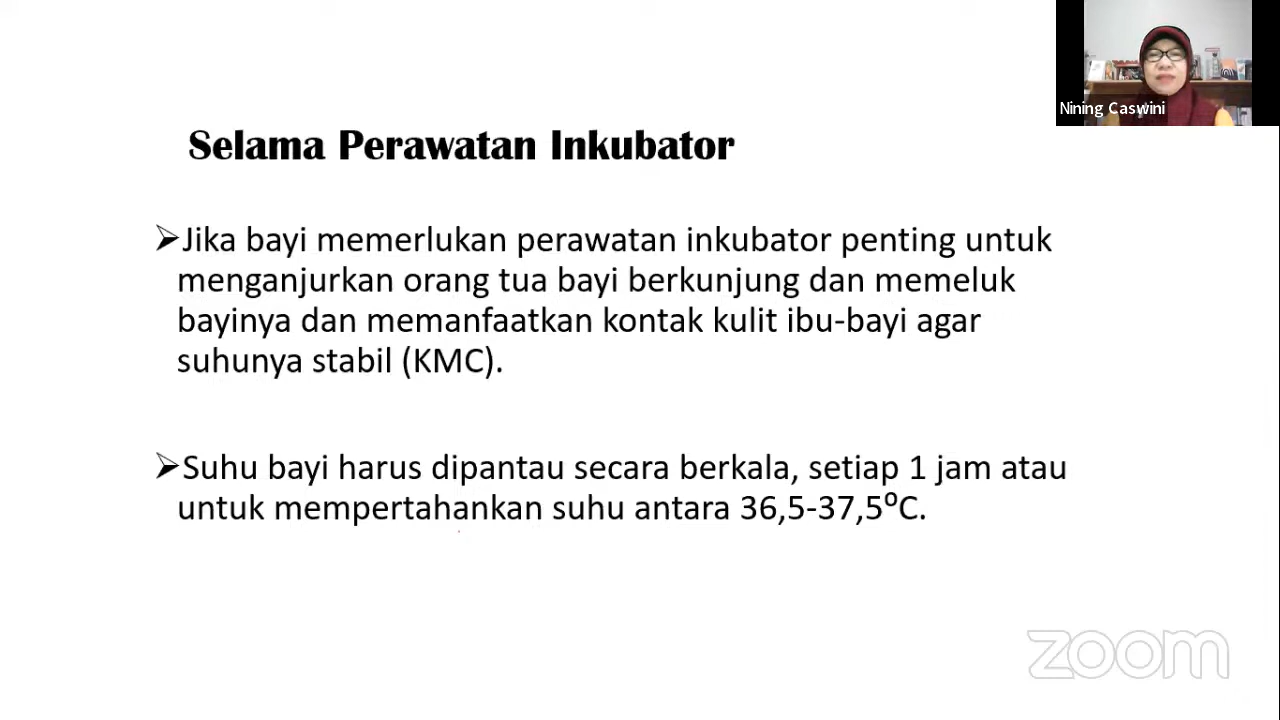 Nining Caswini
Selama Perawatan Inkubator
➢Jika bayi memerlukan perawatan inkubator penting untuk
menganjurkan orang tua bayi berkunjung dan memeluk
bayinya dan memanfaatkan kontak kulit ibu-bayi agar
suhunya stabil (KMC).
➢Suhu bayi harus dipantau secara berkala, setiap 1 jam atau
untuk mempertahankan suhu antara 36,5-37,5⁰C.
zoom